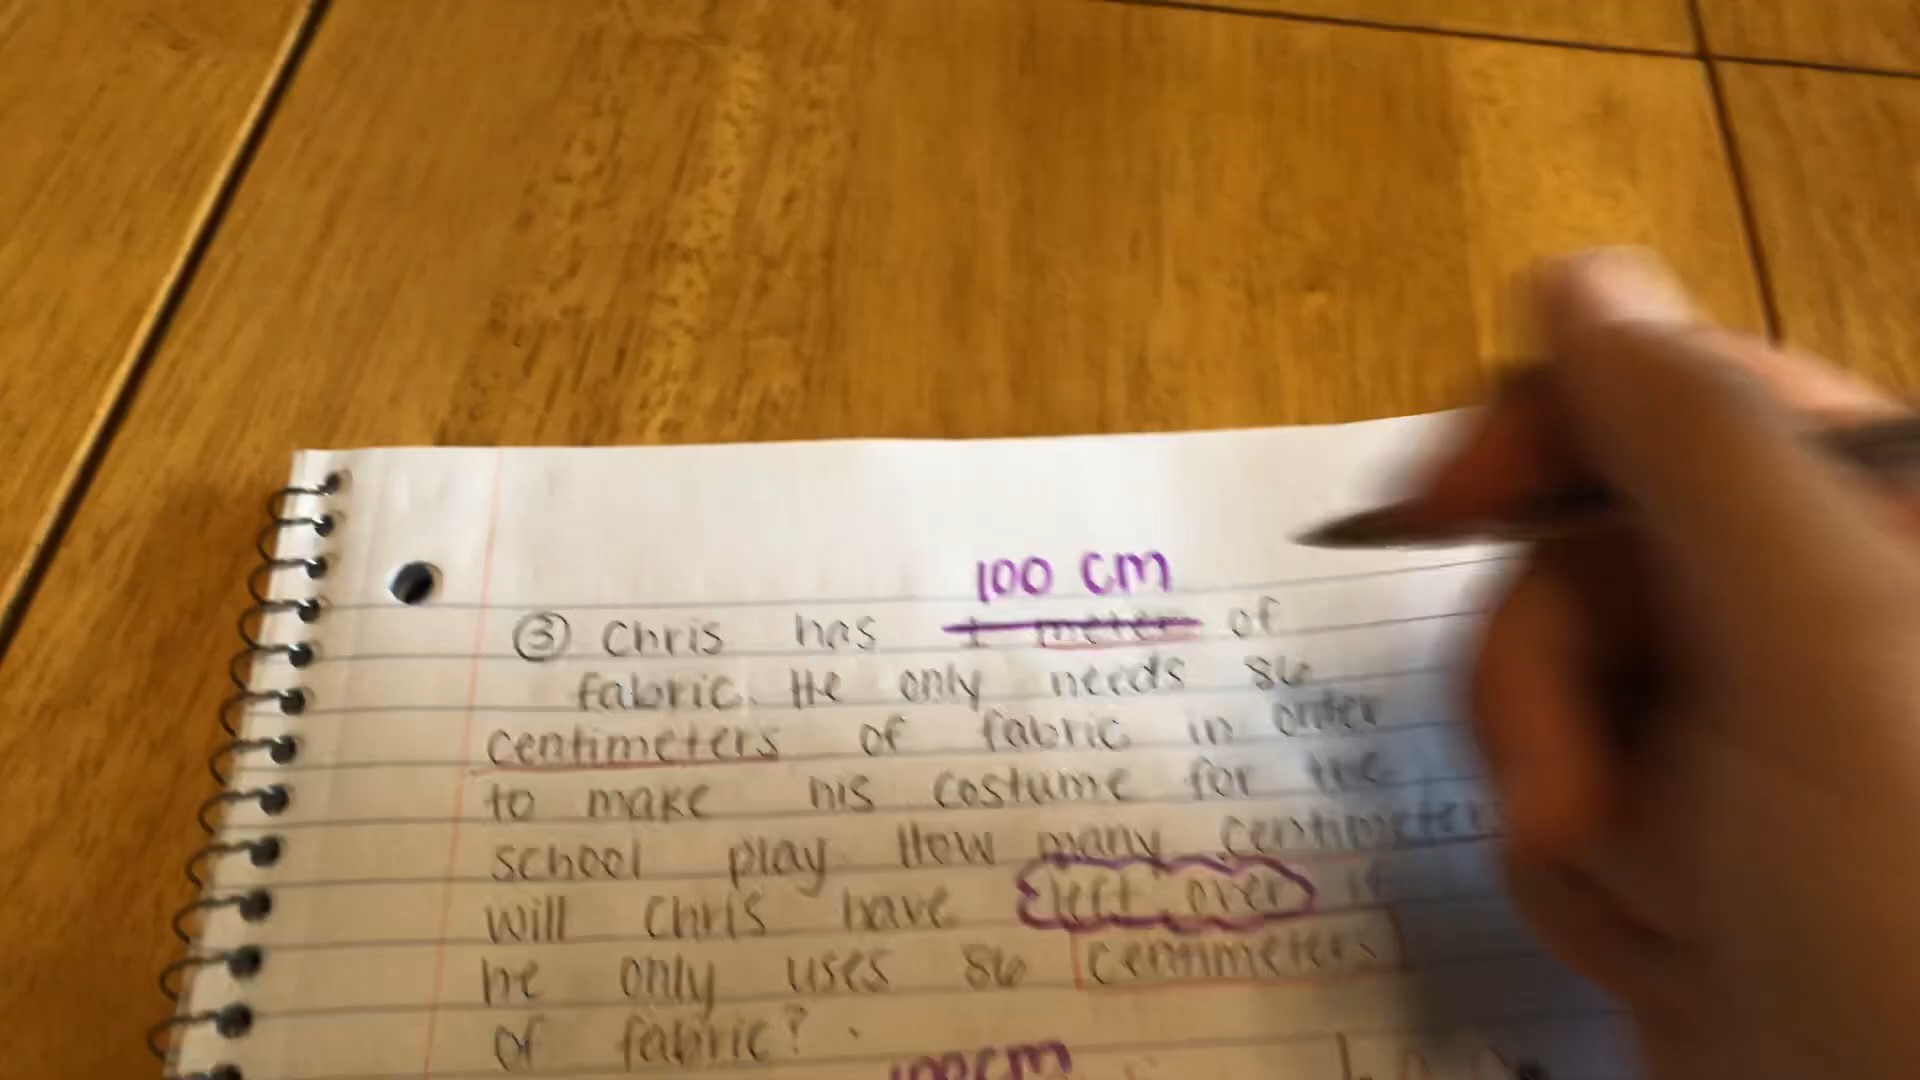 100 cm
③ Chris has 1 meter of
fabric. He only needs 86
centimeters of fabric in order
to make his costume for the
school play. How many centimeters
will Chris have left over if
he only uses 86 centimeters
of fabric?
100cm